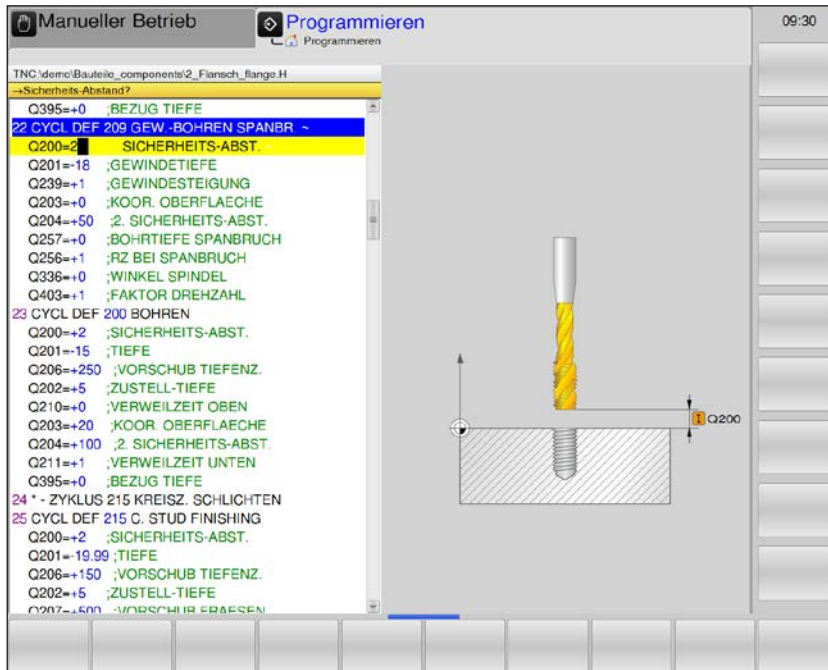 Manueller Betrieb
Programmieren
Programmieren
09:30
TNC:\demo\Bauteile_components\2_Flansch_flange.H
→Sicherheits-Abstand?
Q395=+0 ;BEZUG TIEFE
22 CYCL DEF 209 GEW.-BOHREN SPANBR. ~
Q200=2 SICHERHEITS-ABST. ~
Q201=-18 ;GEWINDETIEFE
Q239=+1 ;GEWINDESTEIGUNG
Q203=+0 ;KOOR. OBERFLAECHE
Q204=+50 ;2. SICHERHEITS-ABST.
Q257=+0 ;BOHRTIEFE SPANBRUCH
Q256=+1 ;RZ BEI SPANBRUCH
Q336=+0 ;WINKEL SPINDEL
Q403=+1 ;FAKTOR DREHZAHL
23 CYCL DEF 200 BOHREN
Q200=+2 ;SICHERHEITS-ABST.
Q201=-15 ;TIEFE
Q206=+250 ;VORSCHUB TIEFENZ.
Q202=+5 ;ZUSTELL-TIEFE
Q210=+0 ;VERWEILZEIT OBEN
Q203=+20 ;KOOR. OBERFLAECHE
Q204=+100 ;2. SICHERHEITS-ABST.
Q211=+1 ;VERWEILZEIT UNTEN
Q395=+0 ;BEZUG TIEFE
24 * - ZYKLUS 215 KREISZ. SCHLICHTEN
25 CYCL DEF 215 C. STUD FINISHING
Q200=+2 ;SICHERHEITS-ABST.
Q201=-19.99 ;TIEFE
Q206=+150 ;VORSCHUB TIEFENZ.
Q202=+5 ;ZUSTELL-TIEFE
Q207=+500 ;VORSCHUB FRAESEN
Q200